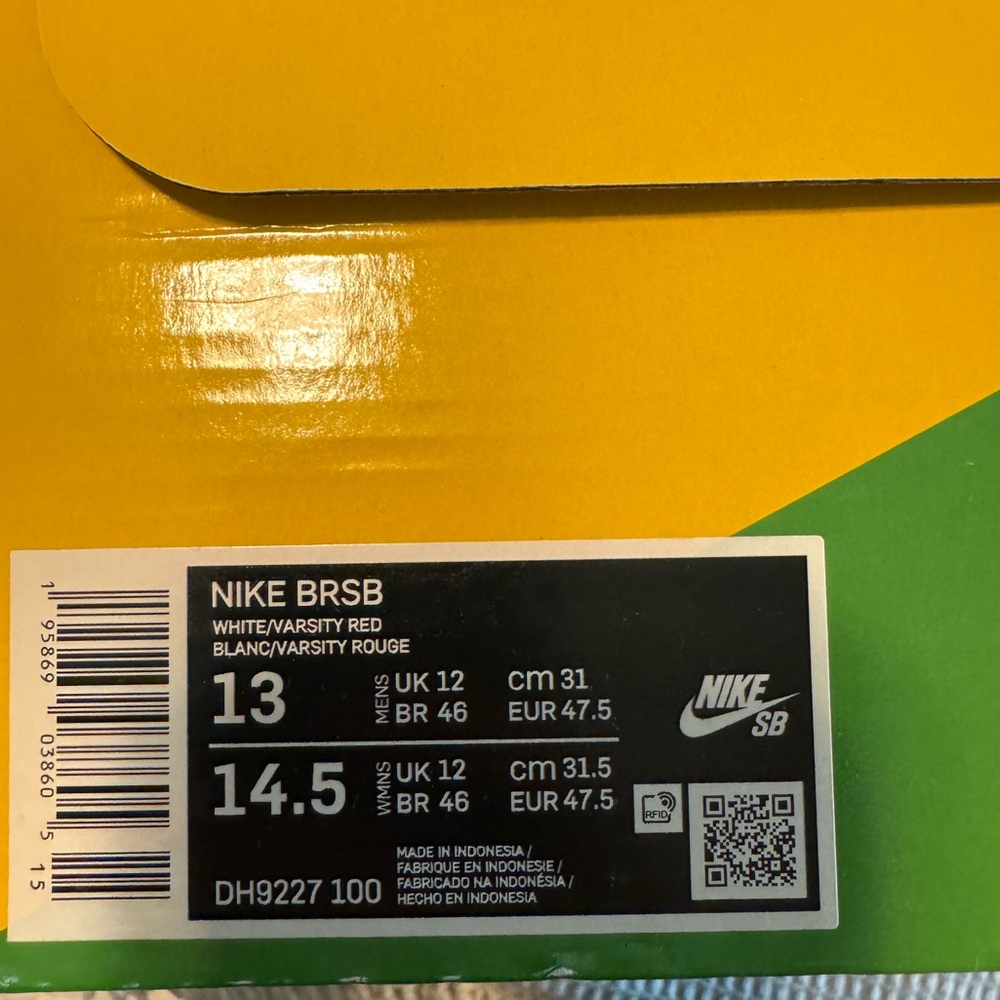 NIKE BRSB
WHITE/VARSITY RED
BLANC/VARSITY ROUGE
13 MENS UK 12 cm 31
BR 46 EUR 47.5
14.5 WMNS UK 12 cm 31.5
BR 46 EUR 47.5
NIKE
SB
RFID
MADE IN INDONESIA /
FABRIQUE EN INDONESIE /
FABRICADO NA INDONÉSIA /
HECHO EN INDONESIA
DH9227 100
1 95869 03860 5 15